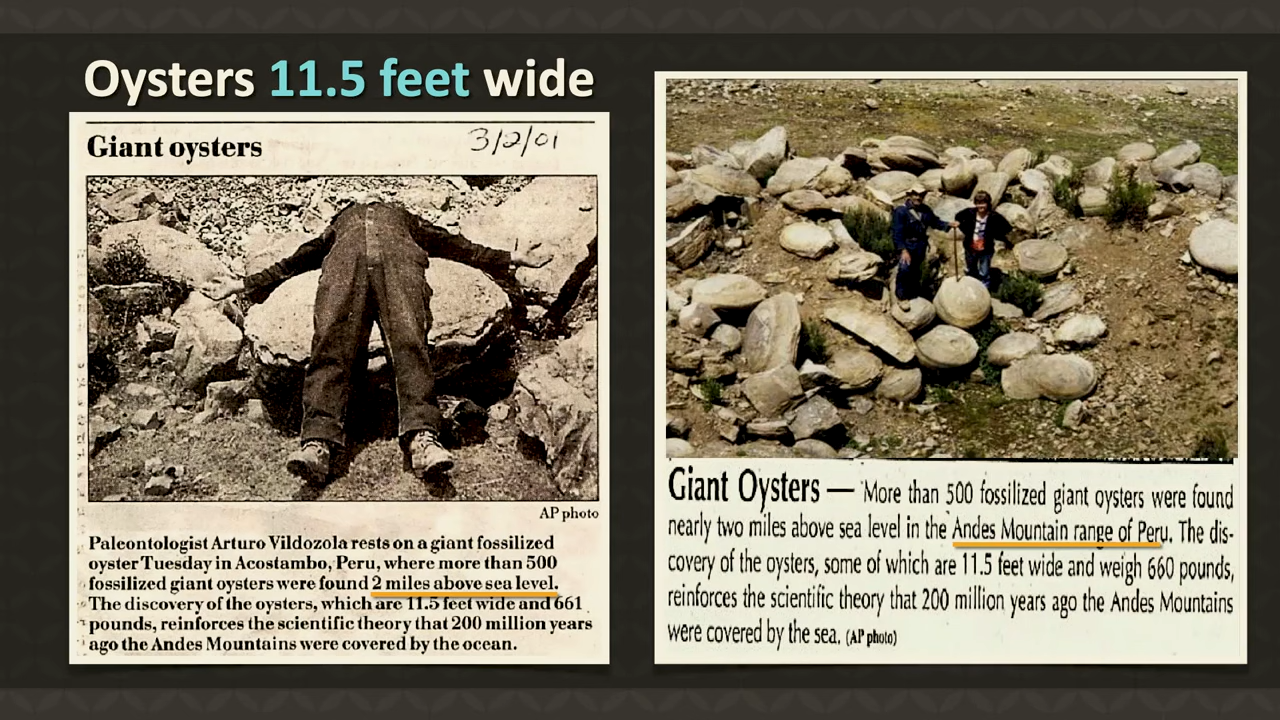 Oysters 11.5 feet wide
Giant oysters
3/2/01
AP photo
Paleontologist Arturo Vildozola rests on a giant fossilized
oyster Tuesday in Acostambo, Peru, where more than 500
fossilized giant oysters were found 2 miles above sea level.
The discovery of the oysters, which are 11.5 feet wide and 661
pounds, reinforces the scientific theory that 200 million years
ago the Andes Mountains were covered by the ocean.
Giant Oysters — More than 500 fossilized giant oysters were found
nearly two miles above sea level in the Andes Mountain range of Peru. The dis-
covery of the oysters, some of which are 11.5 feet wide and weigh 660 pounds,
reinforces the scientific theory that 200 million years ago the Andes Mountains
were covered by the sea. (AP photo)